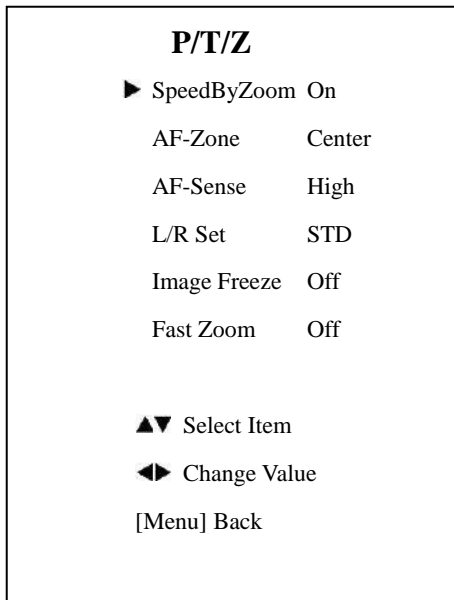 P/T/Z
▶ SpeedByZoom On
AF-Zone Center
AF-Sense High
L/R Set STD
Image Freeze Off
Fast Zoom Off
▲▼ Select Item
◀▶ Change Value
[Menu] Back